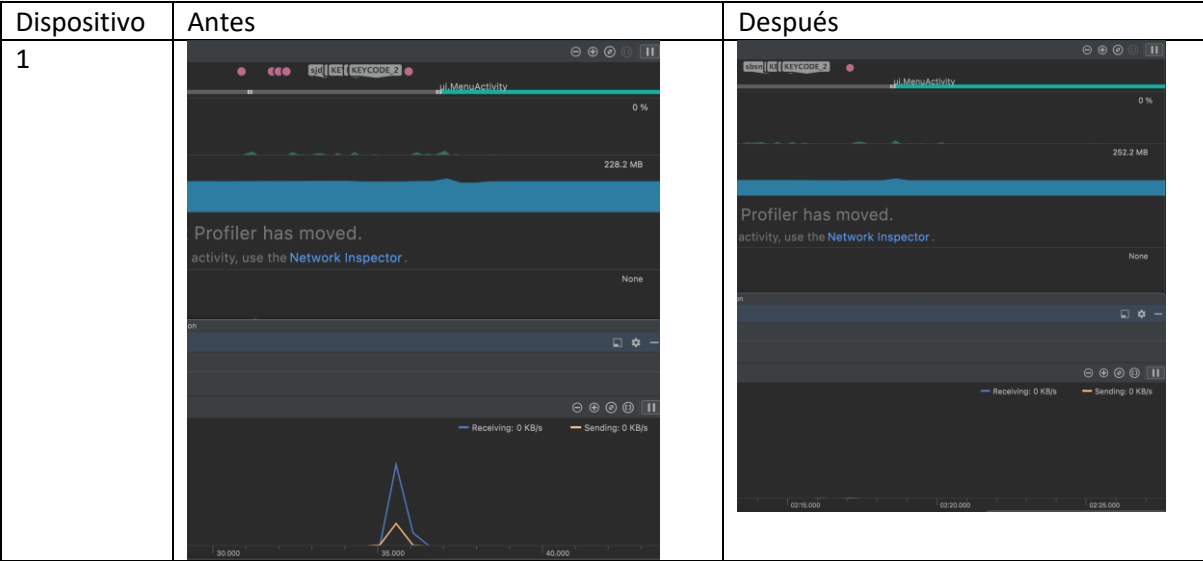 Dispositivo Antes Después
1
sjd KE KEYCODE_2
ui.MenuActivity
0 %
228.2 MB
Profiler has moved.
activity, use the Network Inspector.
None
on
Receiving: 0 KB/s Sending: 0 KB/s
30.000 35.000 40.000
sbsn KE KEYCODE_2
ui.MenuActivity
0 %
252.2 MB
Profiler has moved.
activity, use the Network Inspector.
None
on
Receiving: 0 KB/s Sending: 0 KB/s
02:15.000 02:20.000 02:25.000